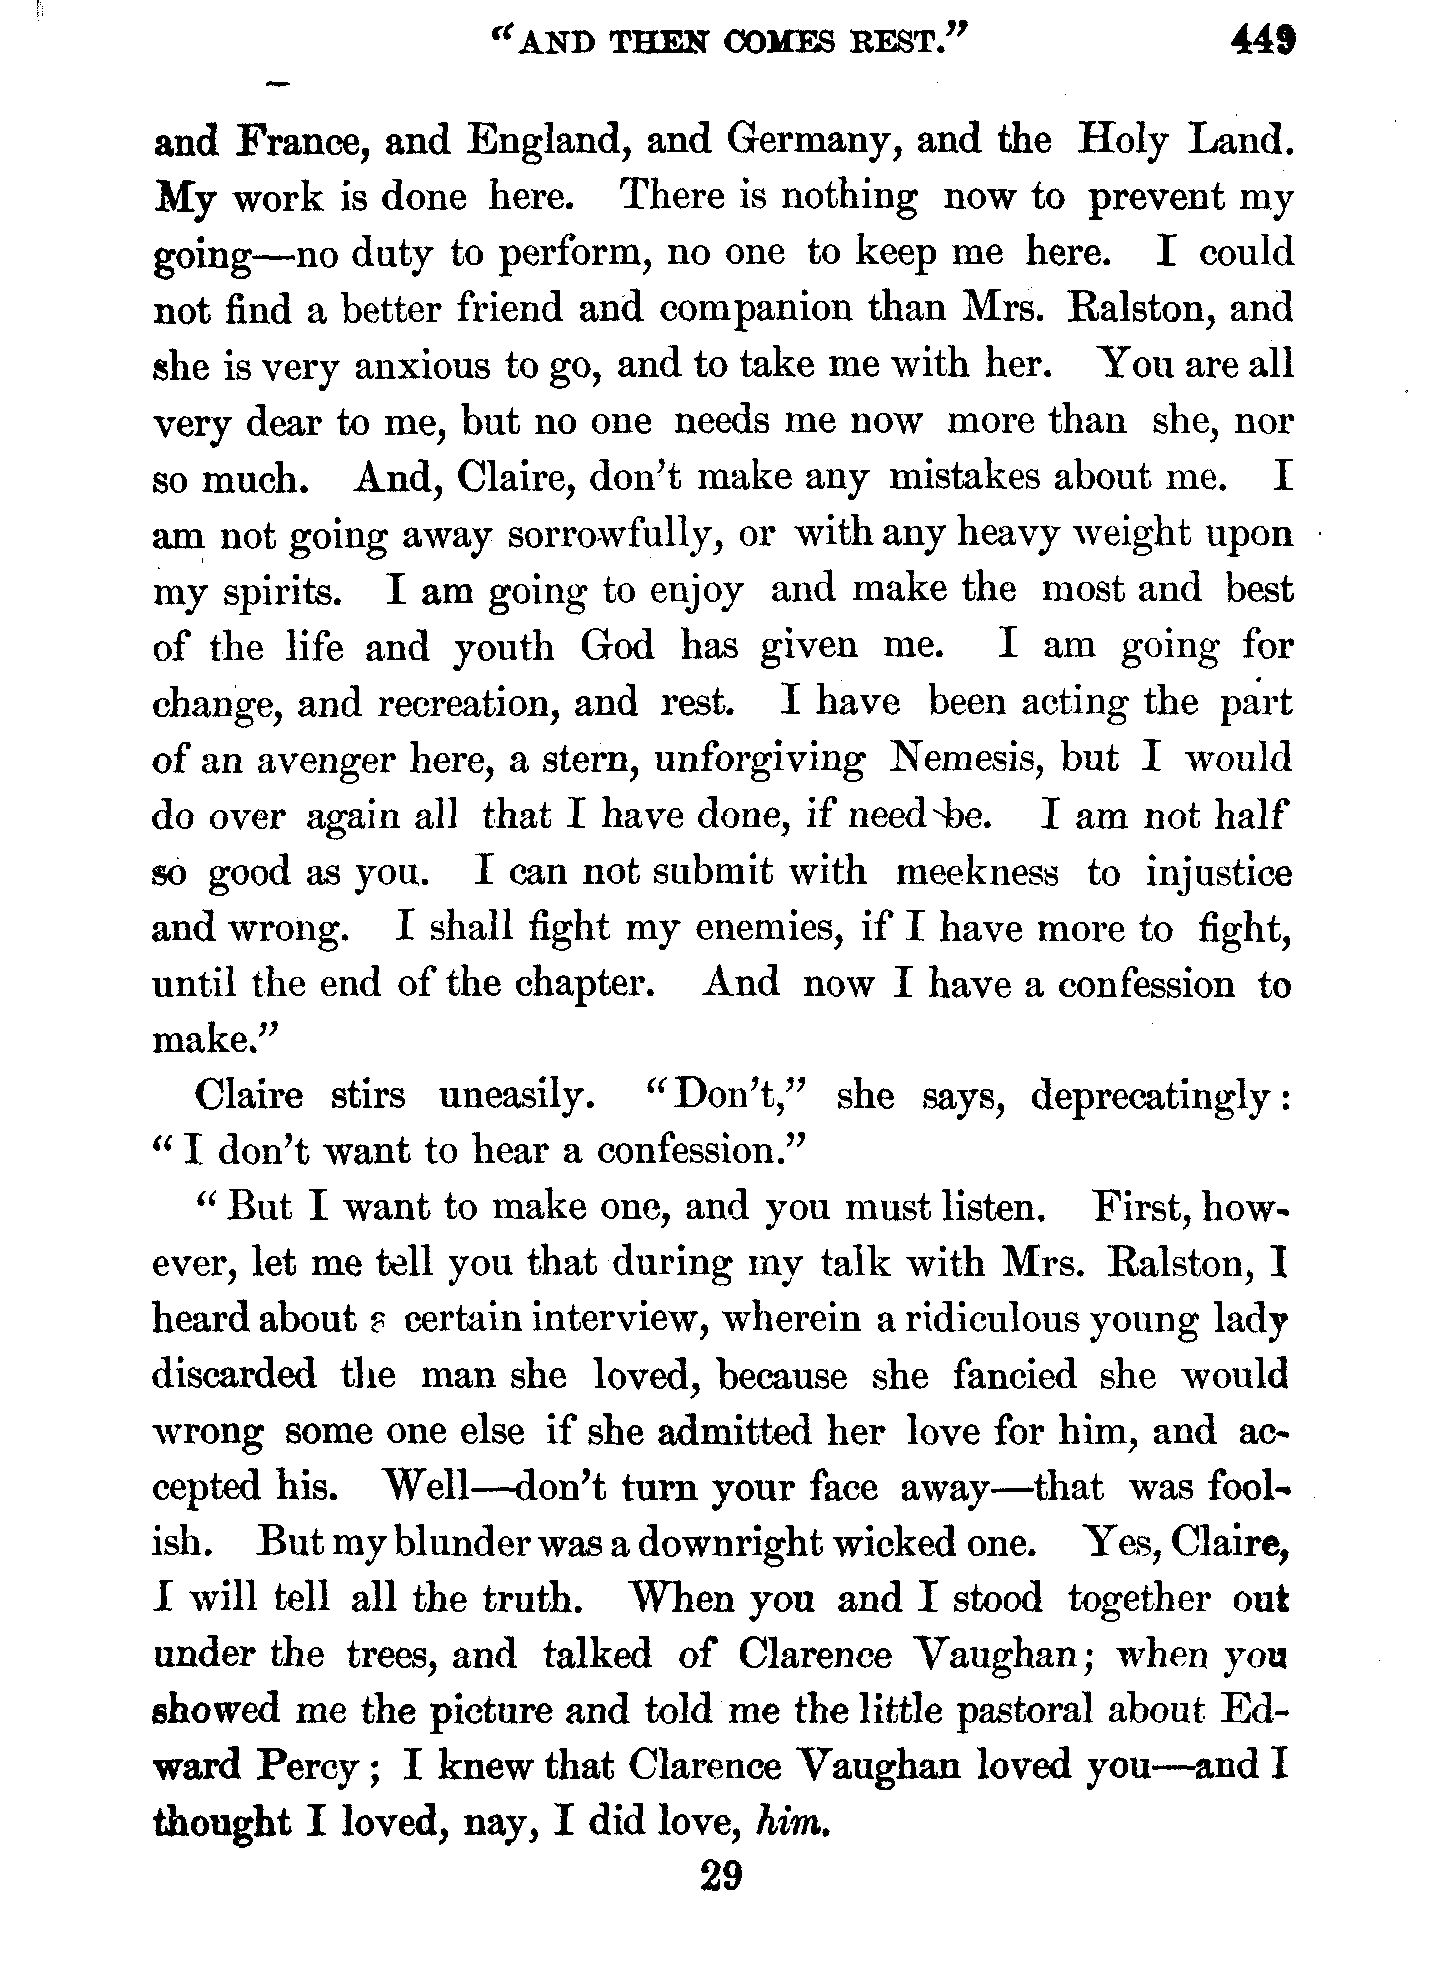 "AND THEN COMES REST." 449
and France, and England, and Germany, and the Holy Land.
My work is done here. There is nothing now to prevent my
going—no duty to perform, no one to keep me here. I could
not find a better friend and companion than Mrs. Ralston, and
she is very anxious to go, and to take me with her. You are all
very dear to me, but no one needs me now more than she, nor
so much. And, Claire, don't make any mistakes about me. I
am not going away sorrowfully, or with any heavy weight upon
my spirits. I am going to enjoy and make the most and best
of the life and youth God has given me. I am going for
change, and recreation, and rest. I have been acting the part
of an avenger here, a stern, unforgiving Nemesis, but I would
do over again all that I have done, if need be. I am not half
so good as you. I can not submit with meekness to injustice
and wrong. I shall fight my enemies, if I have more to fight,
until the end of the chapter. And now I have a confession to
make."
Claire stirs uneasily. "Don't," she says, deprecatingly:
"I don't want to hear a confession."
"But I want to make one, and you must listen. First, how-
ever, let me tell you that during my talk with Mrs. Ralston, I
heard about a certain interview, wherein a ridiculous young lady
discarded the man she loved, because she fancied she would
wrong some one else if she admitted her love for him, and ac-
cepted his. Well—don't turn your face away—that was fool-
ish. But my blunder was a downright wicked one. Yes, Claire,
I will tell all the truth. When you and I stood together out
under the trees, and talked of Clarence Vaughan; when you
showed me the picture and told me the little pastoral about Ed-
ward Percy; I knew that Clarence Vaughan loved you—and I
thought I loved, nay, I did love, him.
29